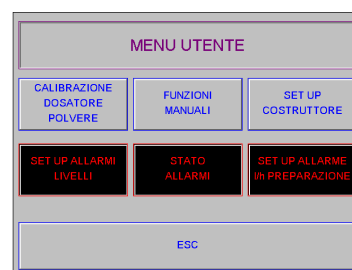 MENU UTENTE
CALIBRAZIONE
DOSATORE
POLVERE
FUNZIONI
MANUALI
SET UP
COSTRUTTORE
SET UP ALLARMI
LIVELLI
STATO
ALLARMI
SET UP ALLARME
l/h PREPARAZIONE
ESC